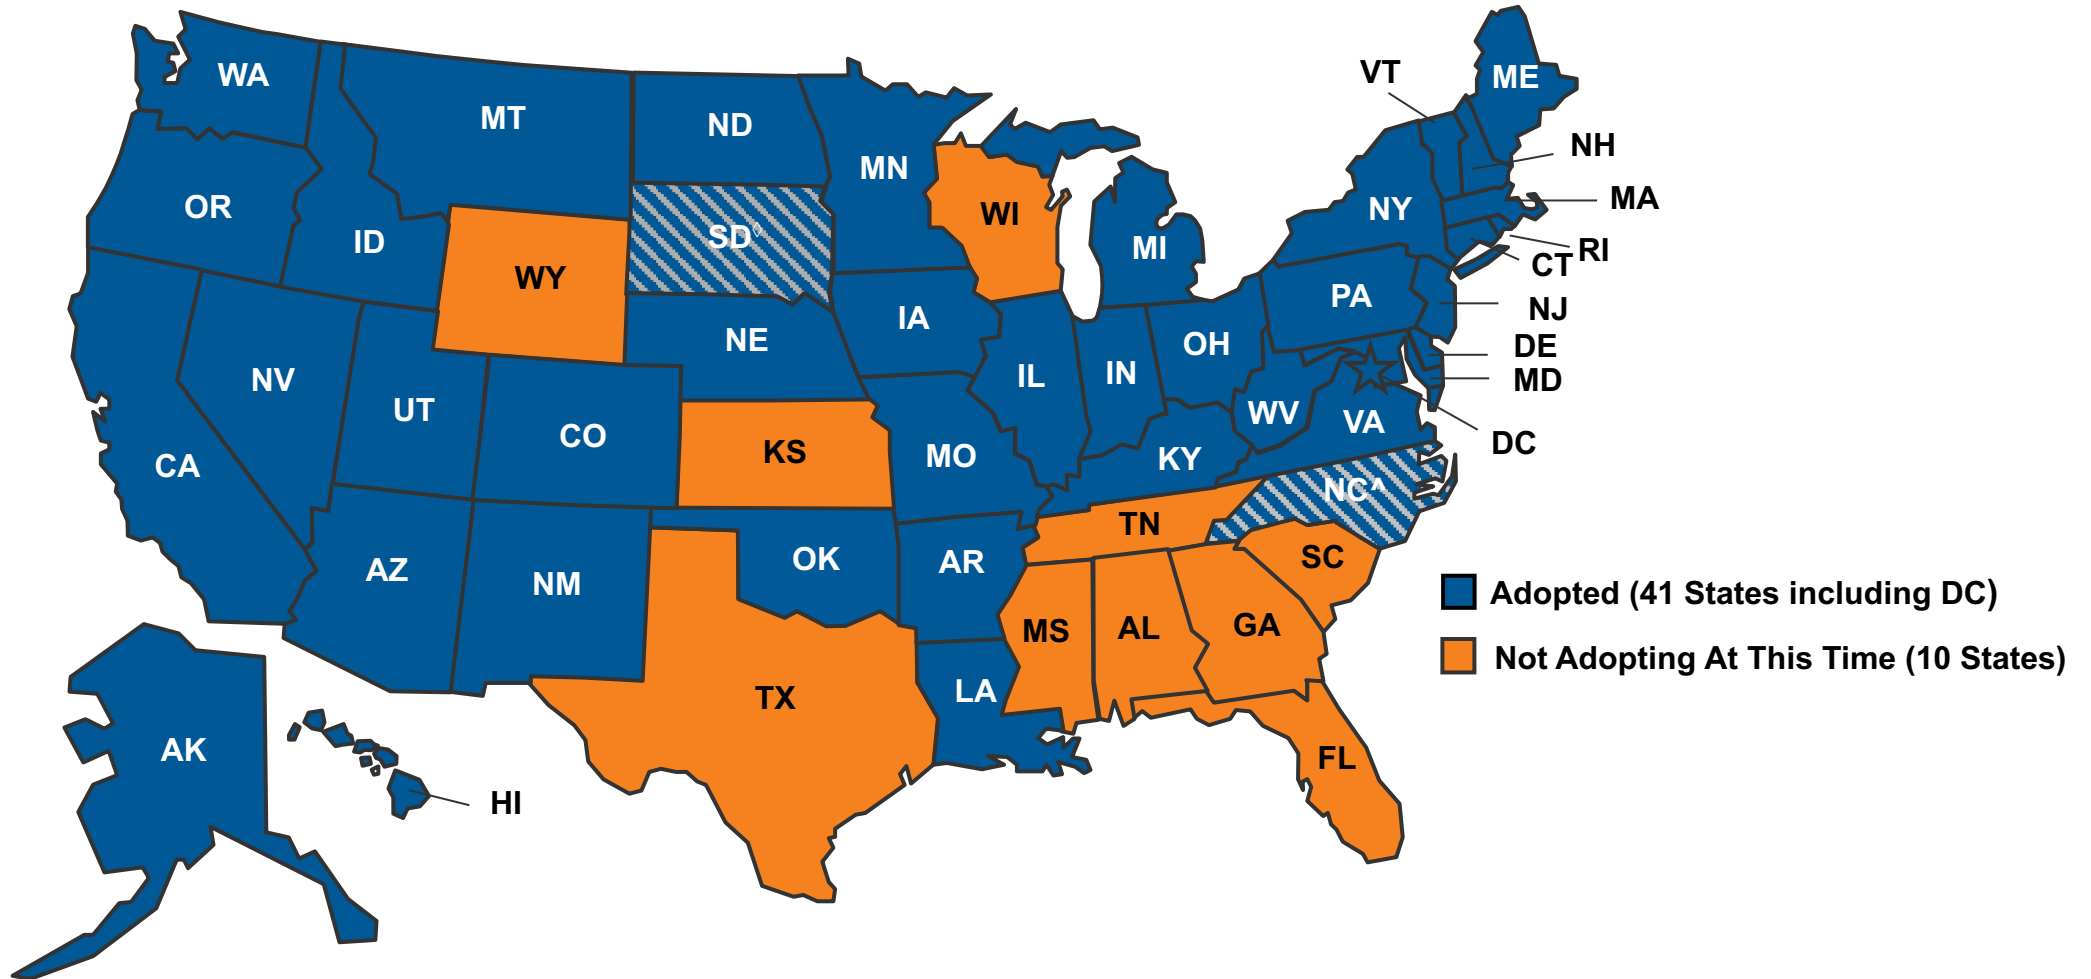 WA
MT
ND
MN
OR
ID
WY
SD◊
WI
MI
NY
VT
ME
NH
MA
RI
CT
PA
NJ
NE
IA
IL
IN
OH
DE
MD
NV
UT
CO
KS
MO
WV
VA
DC
CA
KY
NC^
TN
AZ
NM
OK
AR
SC
MS
AL
GA
TX
LA
FL
AK
HI
Adopted (41 States including DC)
Not Adopting At This Time (10 States)